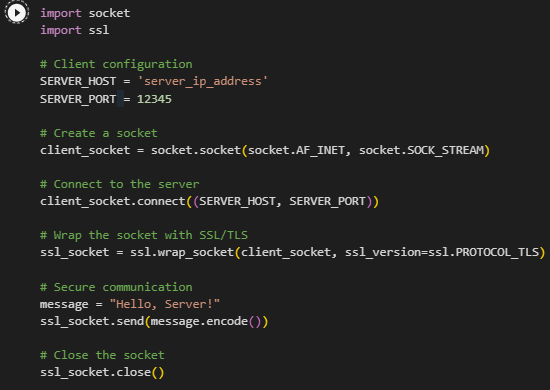 import socket
import ssl
# Client configuration
SERVER_HOST = 'server_ip_address'
SERVER_PORT = 12345
# Create a socket
client_socket = socket.socket(socket.AF_INET, socket.SOCK_STREAM)
# Connect to the server
client_socket.connect((SERVER_HOST, SERVER_PORT))
# Wrap the socket with SSL/TLS
ssl_socket = ssl.wrap_socket(client_socket, ssl_version=ssl.PROTOCOL_TLS)
# Secure communication
message = "Hello, Server!"
ssl_socket.send(message.encode())
# Close the socket
ssl_socket.close()